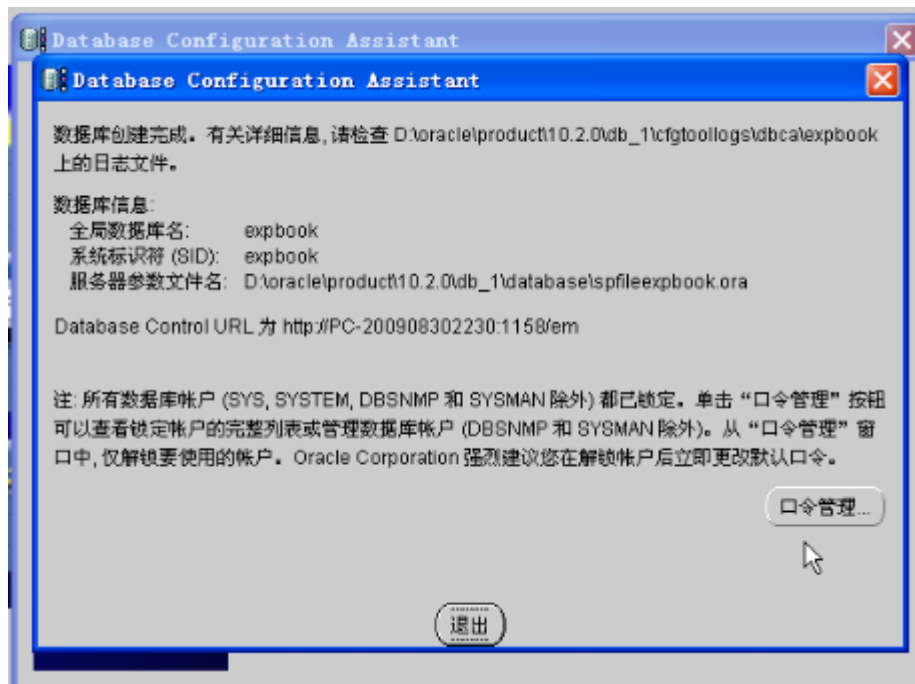 Database Configuration Assistant
Database Configuration Assistant
数据库创建完成。有关详细信息, 请检查 D:\oracle\product\10.2.0\db_1\cfgtoollogs\dbca\expbook
上的日志文件。
数据库信息:
全局数据库名: expbook
系统标识符 (SID): expbook
服务器参数文件名: D:\oracle\product\10.2.0\db_1\database\spfileexpbook.ora
Database Control URL 为 http://PC-200908302230:1158/em
注: 所有数据库帐户 (SYS, SYSTEM, DBSNMP 和 SYSMAN 除外) 都已锁定。单击“口令管理”按钮
可以查看锁定帐户的完整列表或管理数据库帐户 (DBSNMP 和 SYSMAN 除外)。从“口令管理”窗
口中, 仅解锁要使用的帐户。Oracle Corporation 强烈建议您在解锁帐户后立即更改默认口令。
口令管理...
退出